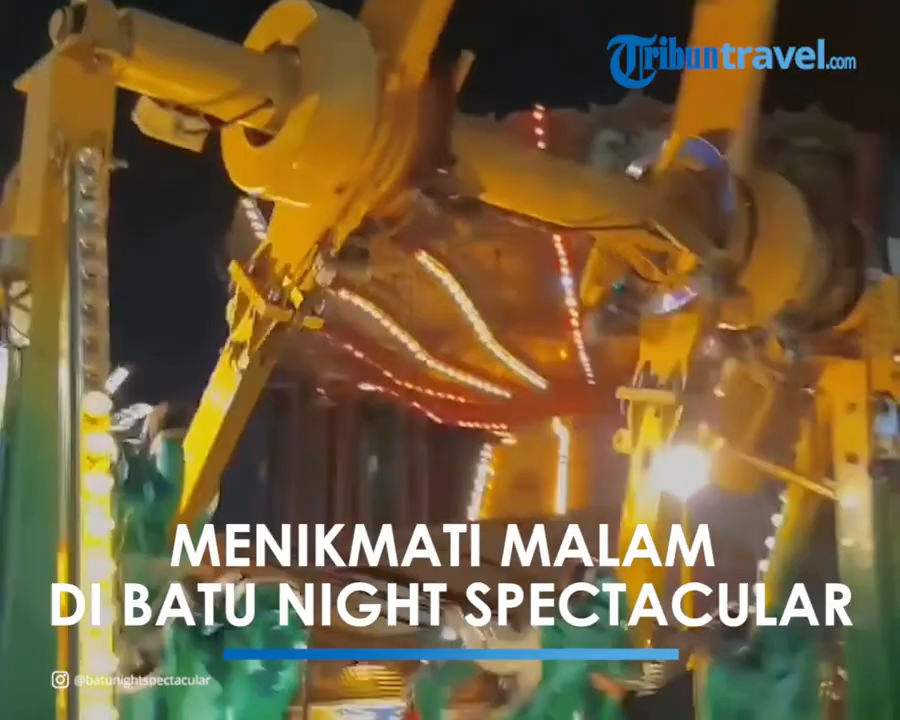 Tribuntravel.com
MENIKMATI MALAM
DI BATU NIGHT SPECTACULAR
@batunightspectacular